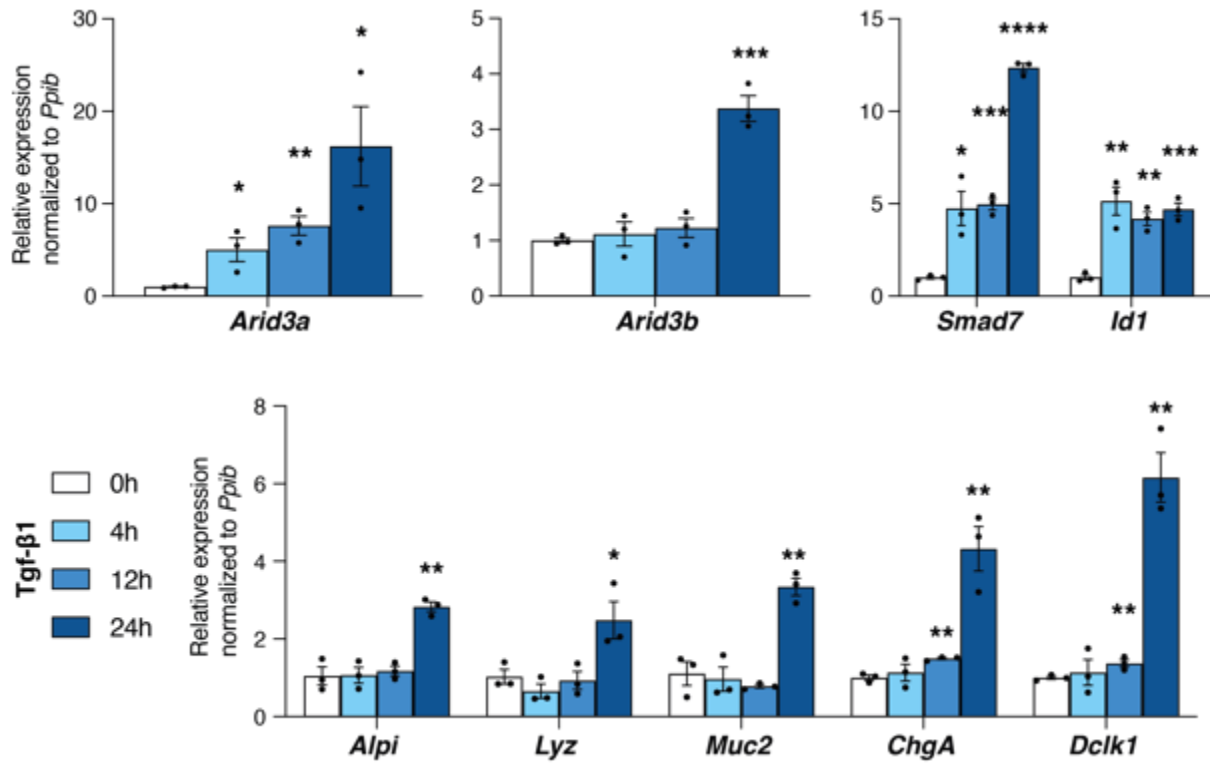 Relative expression
normalized to Ppib
30
20
10
0
*
**
*
Arid3a
5
4
3
2
1
0
***
Arid3b
15
10
5
0
*
***
****
**
**
***
Smad7
Id1
Tgf-β1
0h
4h
12h
24h
Relative expression
normalized to Ppib
8
6
4
2
0
**
*
**
**
**
**
**
Alpi
Lyz
Muc2
ChgA
Dclk1